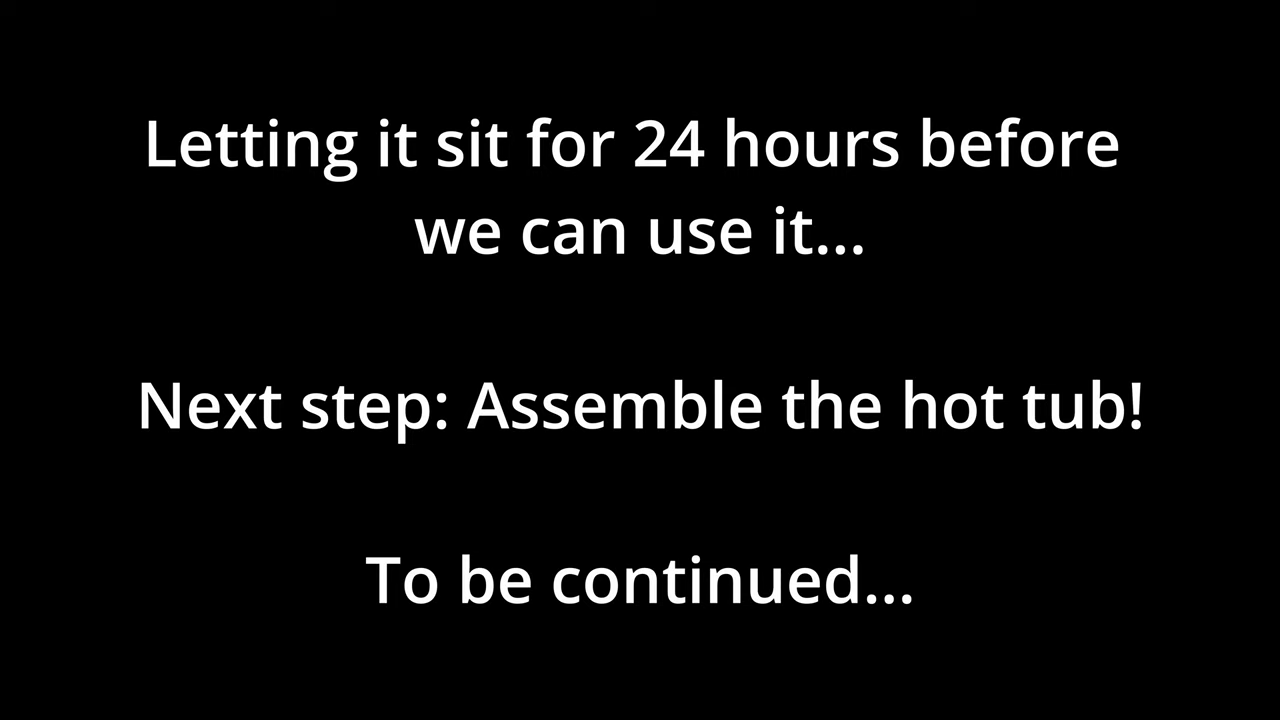 Letting it sit for 24 hours before
we can use it...
Next step: Assemble the hot tub!
To be continued...